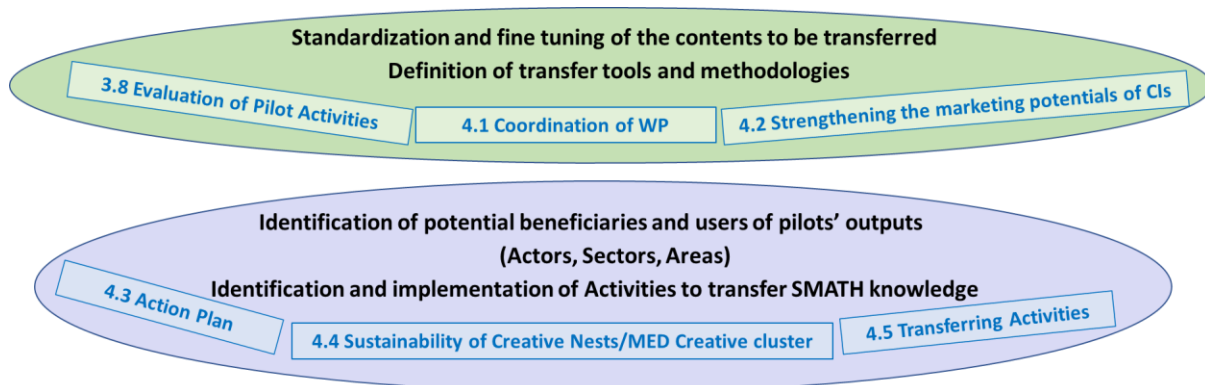 Standardization and fine tuning of the contents to be transferred
Definition of transfer tools and methodologies
3.8 Evaluation of Pilot Activities
4.1 Coordination of WP
4.2 Strengthening the marketing potentials of CIs
Identification of potential beneficiaries and users of pilots’ outputs
(Actors, Sectors, Areas)
Identification and implementation of Activities to transfer SMATH knowledge
4.3 Action Plan
4.4 Sustainability of Creative Nests/MED Creative cluster
4.5 Transferring Activities